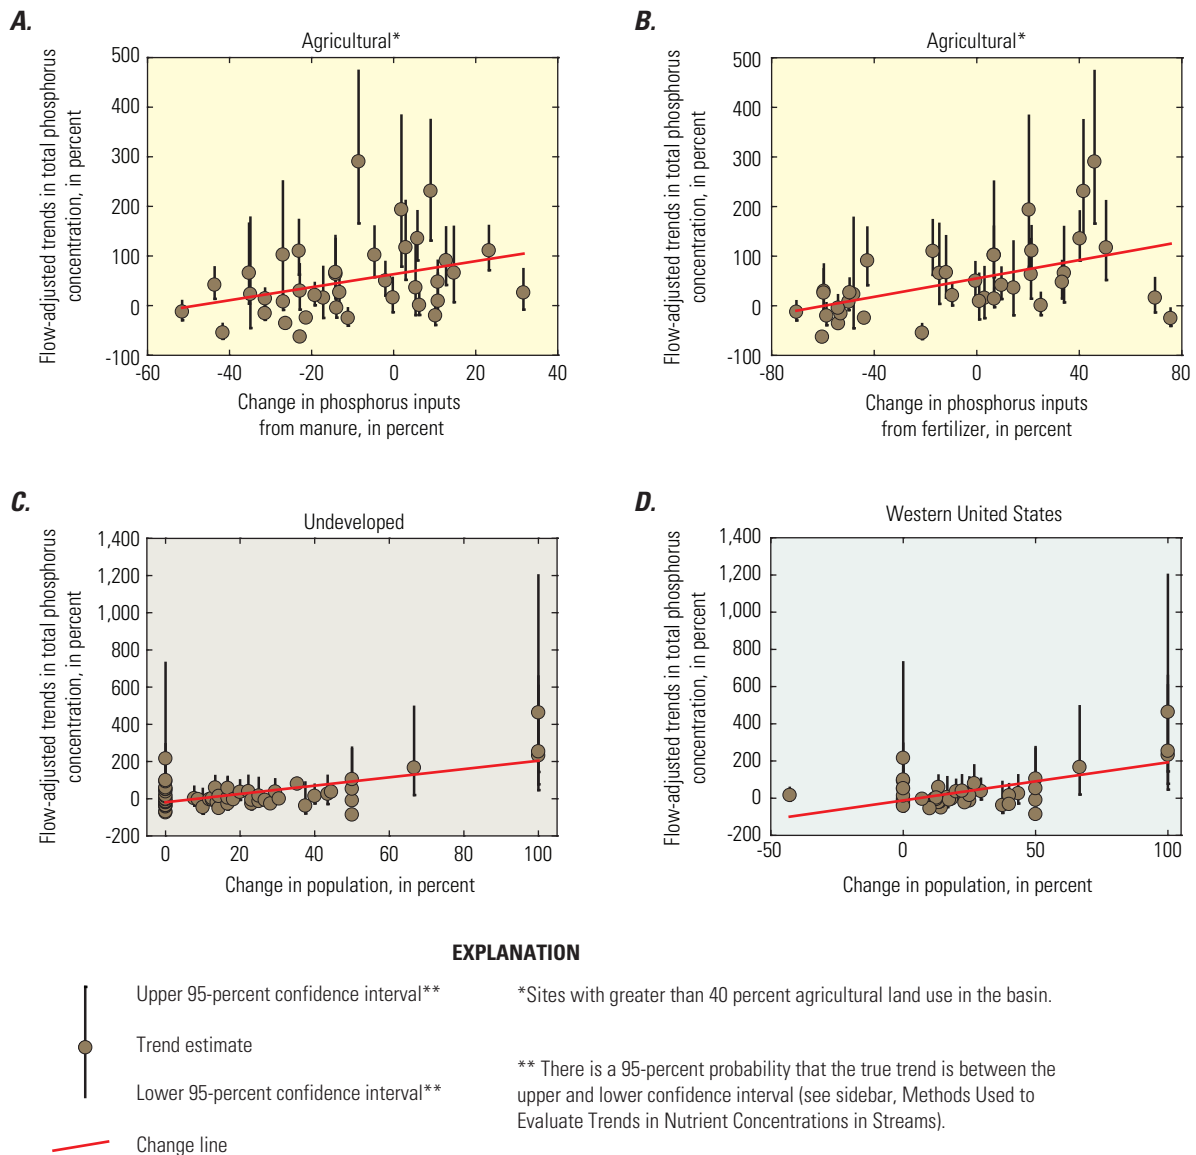 A.
Agricultural*
Flow-adjusted trends in total phosphorus
concentration, in percent
500
400
300
200
100
0
-100
-60
-40
-20
0
20
40
Change in phosphorus inputs
from manure, in percent
B.
Agricultural*
Flow-adjusted trends in total phosphorus
concentration, in percent
500
400
300
200
100
0
-100
-80
-40
0
40
80
Change in phosphorus inputs
from fertilizer, in percent
C.
Undeveloped
Flow-adjusted trends in total phosphorus
concentration, in percent
1,400
1,200
1,000
800
600
400
200
0
-200
0
20
40
60
80
100
Change in population, in percent
D.
Western United States
Flow-adjusted trends in total phosphorus
concentration, in percent
1,400
1,200
1,000
800
600
400
200
0
-200
-50
0
50
100
Change in population, in percent
EXPLANATION
Upper 95-percent confidence interval**
Trend estimate
Lower 95-percent confidence interval**
Change line
*Sites with greater than 40 percent agricultural land use in the basin.
** There is a 95-percent probability that the true trend is between the
upper and lower confidence interval (see sidebar, Methods Used to
Evaluate Trends in Nutrient Concentrations in Streams).